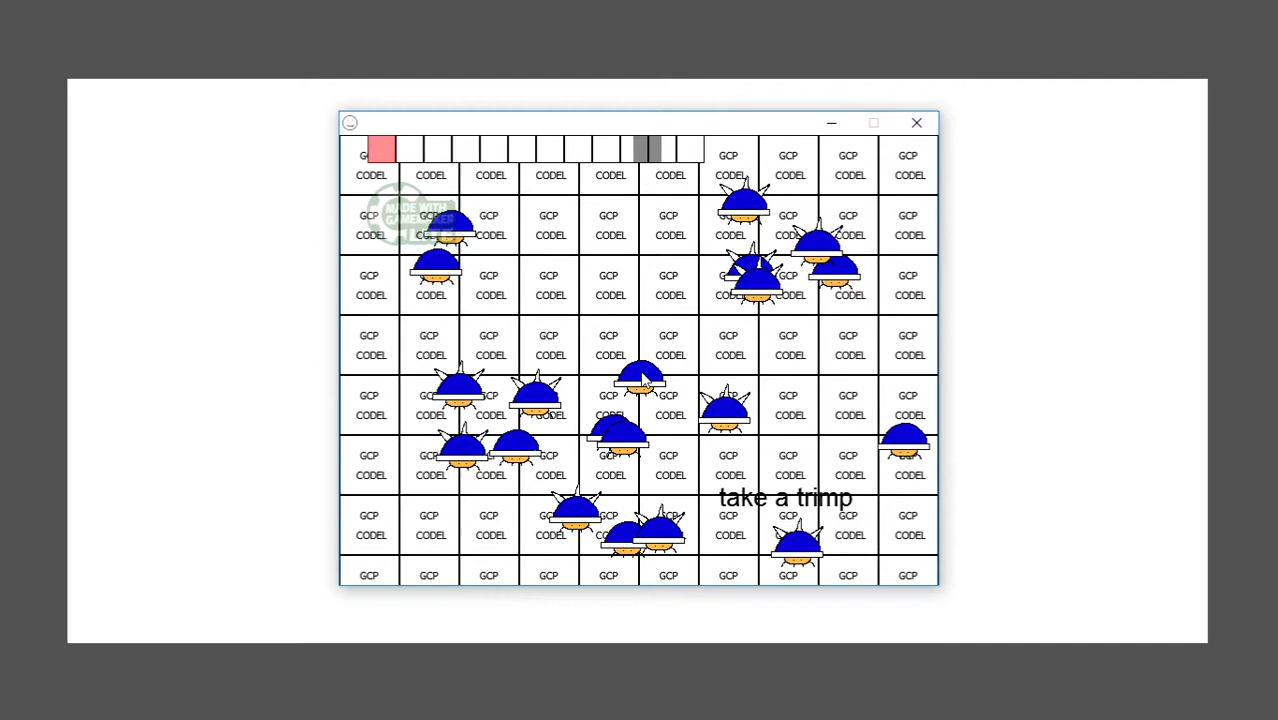 GCP GCP GCP
CODEL CODEL CODEL CODEL CODEL CODEL CODEL CODEL CODEL CODEL
MADE WITH
GAMEMAKER
LITE
GCP GCP GCP GCP GCP GCP GCP GCP
CODEL CODEL CODEL CODEL CODEL CODEL CODEL CODEL
GCP GCP GCP GCP GCP GCP
CODEL CODEL CODEL CODEL CODEL CODEL CODEL CODEL CODEL
GCP GCP GCP GCP GCP GCP GCP GCP GCP GCP
CODEL CODEL CODEL CODEL CODEL CODEL CODEL CODEL CODEL CODEL
GCP GCP GCP GCP GCP GCP
CODEL CODEL CODEL CODEL CODEL CODEL CODEL CODEL
GCP GCP GCP GCP GCP GCP GCP
CODEL CODEL CODEL CODEL CODEL CODEL CODEL CODEL CODEL CODEL
take a trimp
GCP GCP GCP GCP GCP GCP GCP GCP
CODEL CODEL CODEL CODEL CODEL CODEL CODEL
GCP GCP GCP GCP GCP GCP GCP GCP GCP GCP